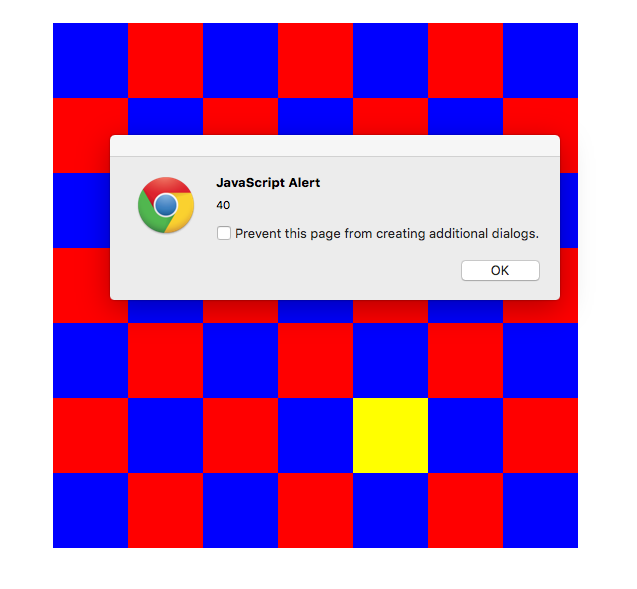 JavaScript Alert
40
Prevent this page from creating additional dialogs.
OK